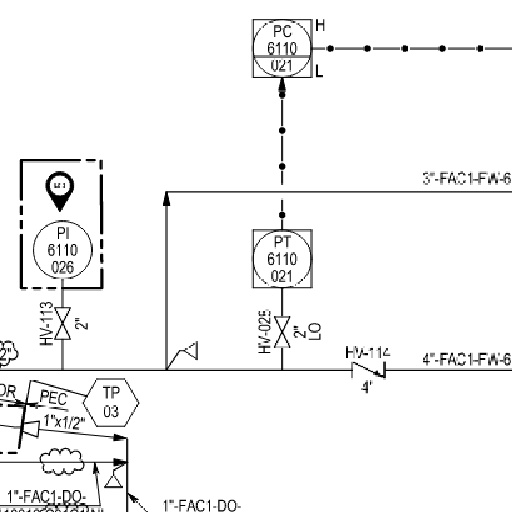 PC
6110
021
H
L
3"-FAC1-FW-6
PI
6110
026
PT
6110
021
HV-113
2"
HV-025
2"
LO
HV-114
4"
4"-FAC1-FW-6
2"
OR
PEC
TP
03
1"x1/2"
1"-FAC1-DO-
1"-FAC1-DO-